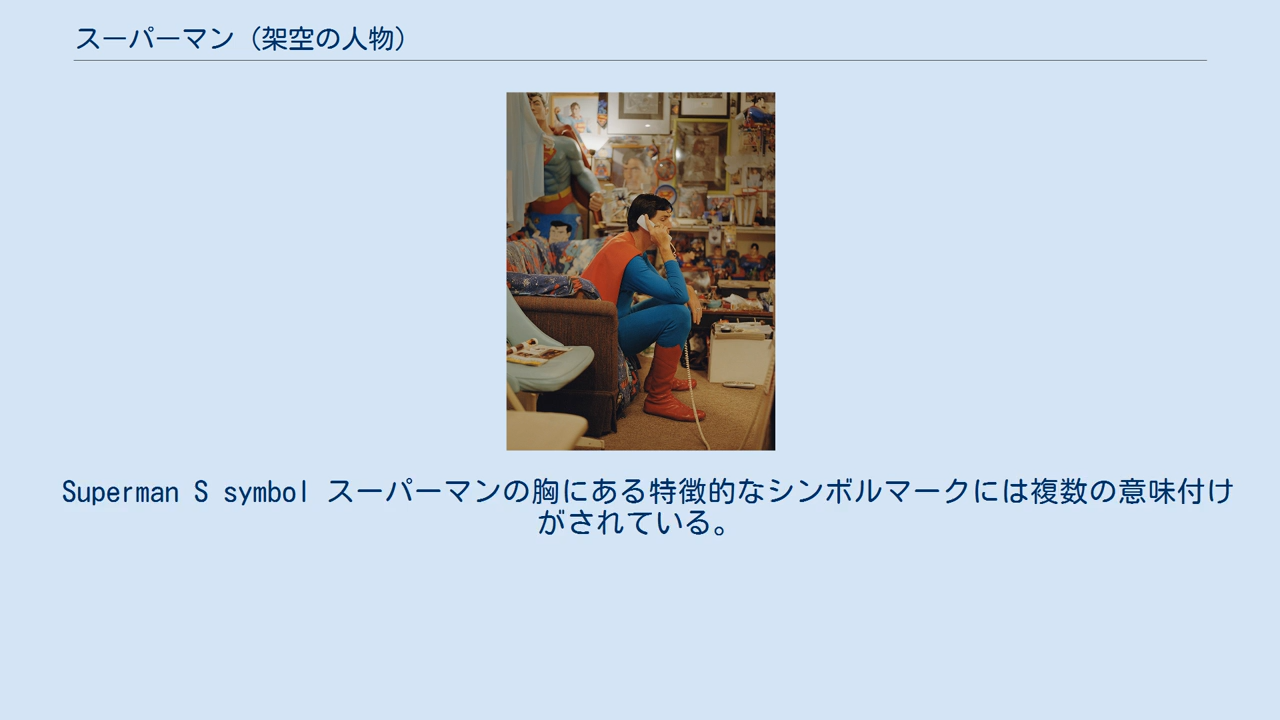 スーパーマン（架空の人物）
Superman S symbol スーパーマンの胸にある特徴的なシンボルマークには複数の意味付け
がされている。